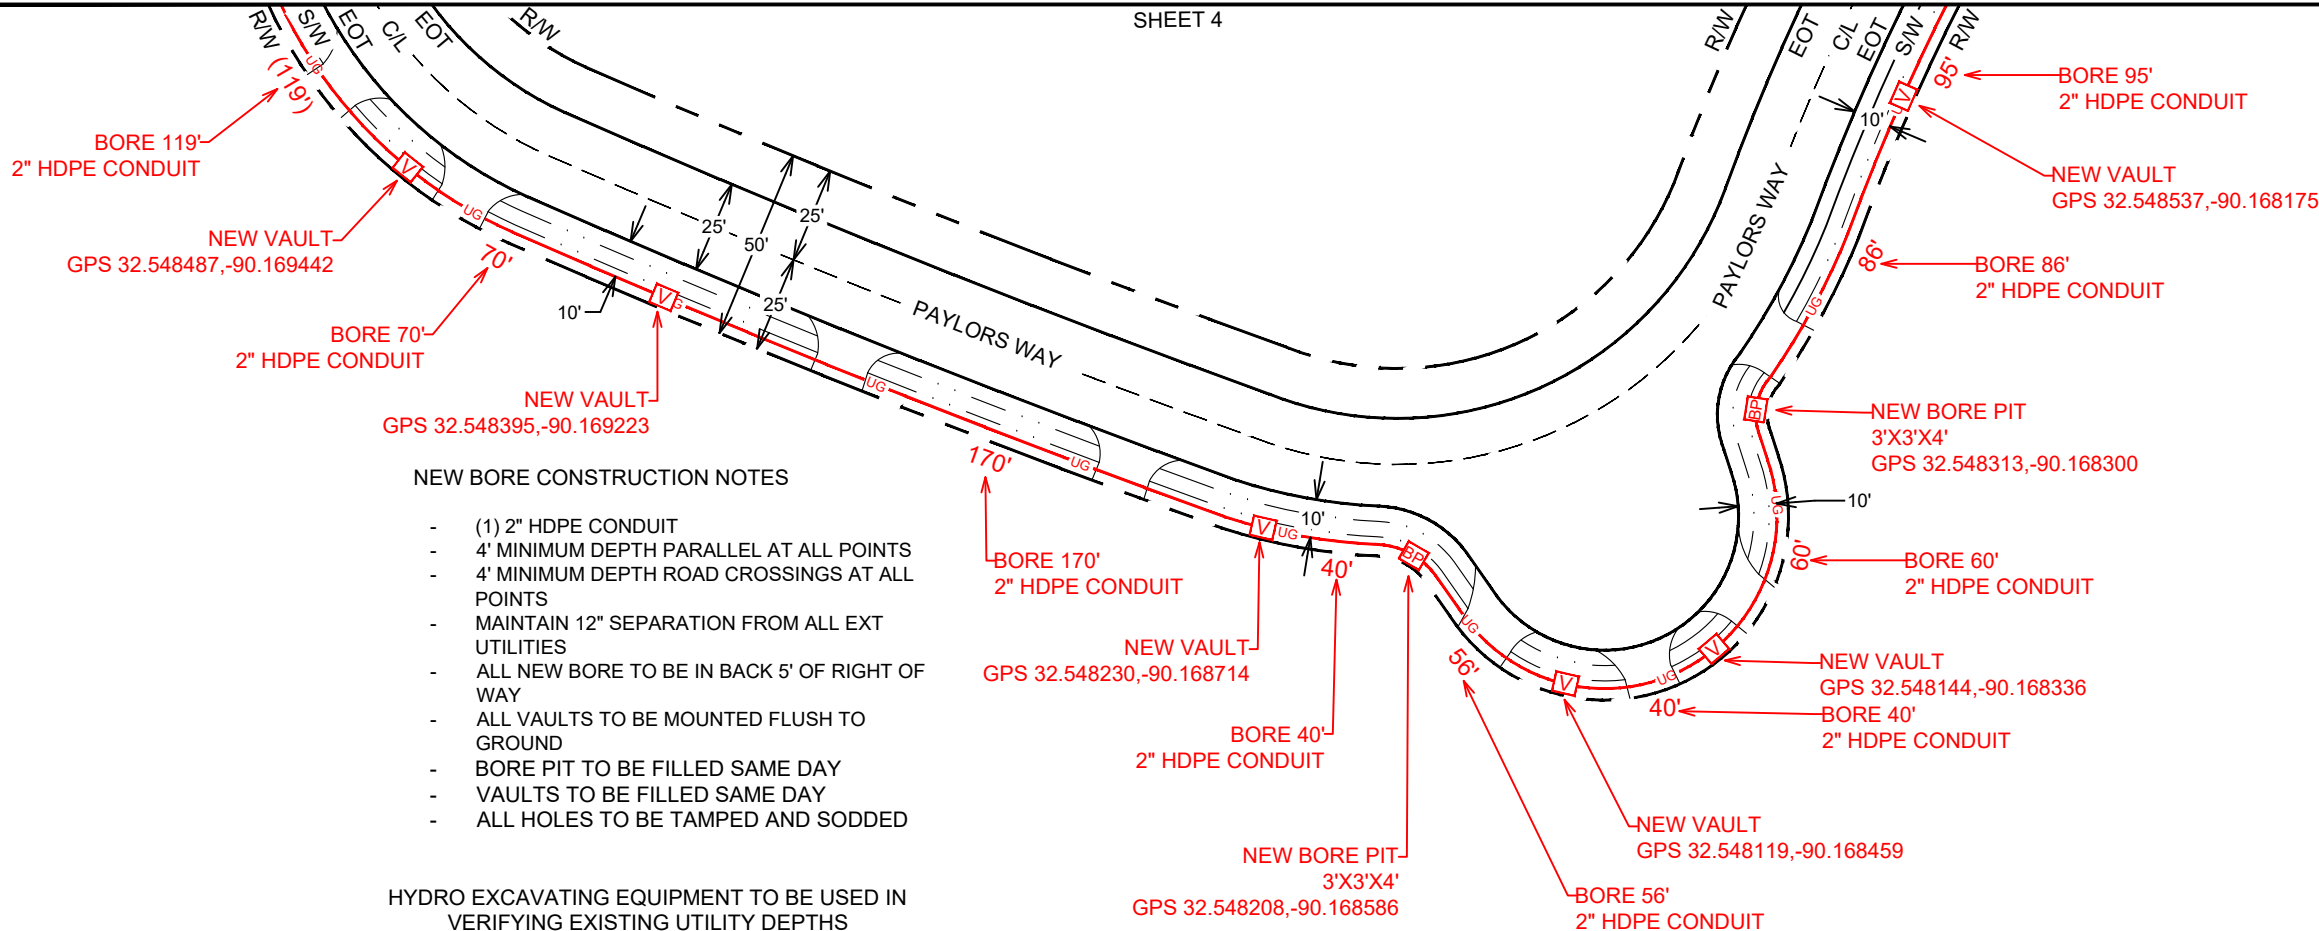 SHEET 4
R/W
S/W
EOT
C/L
EOT
R/W
R/W
EOT
C/L
EOT
S/W
R/W
UG
(119')
BORE 119'
2" HDPE CONDUIT
V
NEW VAULT
GPS 32.548487,-90.169442
UG
70'
BORE 70'
2" HDPE CONDUIT
10'
25'
50'
25'
25'
V
G
NEW VAULT
GPS 32.548395,-90.169223
PAYLORS WAY
UG
170'
UG
BORE 170'
2" HDPE CONDUIT
V
UG
10'
NEW VAULT
GPS 32.548230,-90.168714
40'
BORE 40'
2" HDPE CONDUIT
BP
NEW BORE PIT
3'X3'X4'
GPS 32.548208,-90.168586
UG
56'
BORE 56'
2" HDPE CONDUIT
V
NEW VAULT
GPS 32.548119,-90.168459
UG
40'
BORE 40'
2" HDPE CONDUIT
V
NEW VAULT
GPS 32.548144,-90.168336
60'
BORE 60'
2" HDPE CONDUIT
UG
10'
BP
NEW BORE PIT
3'X3'X4'
GPS 32.548313,-90.168300
UG
86'
BORE 86'
2" HDPE CONDUIT
PAYLORS WAY
10'
U
V
NEW VAULT
GPS 32.548537,-90.168175
95'
BORE 95'
2" HDPE CONDUIT
NEW BORE CONSTRUCTION NOTES
- (1) 2" HDPE CONDUIT
- 4' MINIMUM DEPTH PARALLEL AT ALL POINTS
- 4' MINIMUM DEPTH ROAD CROSSINGS AT ALL
POINTS
- MAINTAIN 12" SEPARATION FROM ALL EXT
UTILITIES
- ALL NEW BORE TO BE IN BACK 5' OF RIGHT OF
WAY
- ALL VAULTS TO BE MOUNTED FLUSH TO
GROUND
- BORE PIT TO BE FILLED SAME DAY
- VAULTS TO BE FILLED SAME DAY
- ALL HOLES TO BE TAMPED AND SODDED
HYDRO EXCAVATING EQUIPMENT TO BE USED IN
VERIFYING EXISTING UTILITY DEPTHS